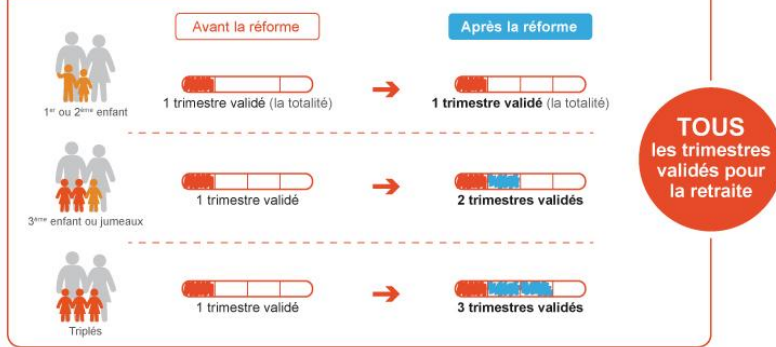 Avant la réforme
Après la réforme
1er ou 2ème enfant
1 trimestre validé (la totalité)
1 trimestre validé (la totalité)
3ème enfant ou jumeaux
1 trimestre validé
2 trimestres validés
Triplés
1 trimestre validé
3 trimestres validés
TOUS
les trimestres
validés pour
la retraite